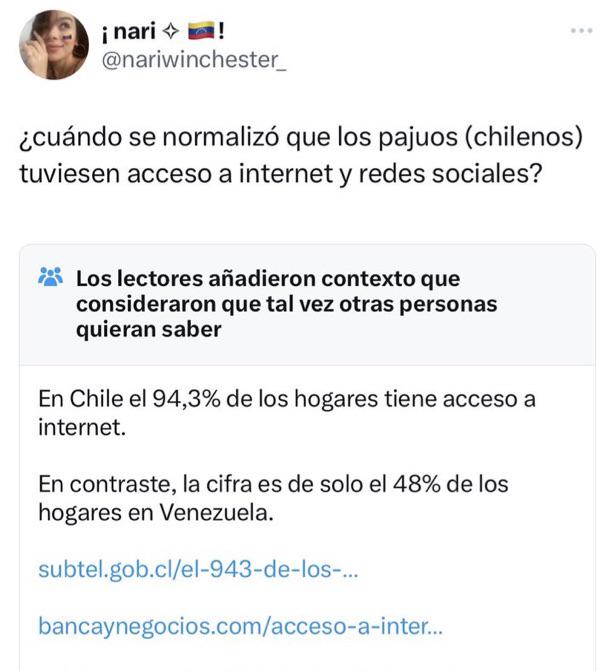 ¡ nari ✧ 🇻🇪 !
@nariwinchester_
¿cuándo se normalizó que los pajuos (chilenos)
tuviesen acceso a internet y redes sociales?
Los lectores añadieron contexto que
consideraron que tal vez otras personas
quieran saber
En Chile el 94,3% de los hogares tiene acceso a
internet.
En contraste, la cifra es de solo el 48% de los
hogares en Venezuela.
subtel.gob.cl/el-943-de-los-...
bancaynegocios.com/acceso-a-inter...